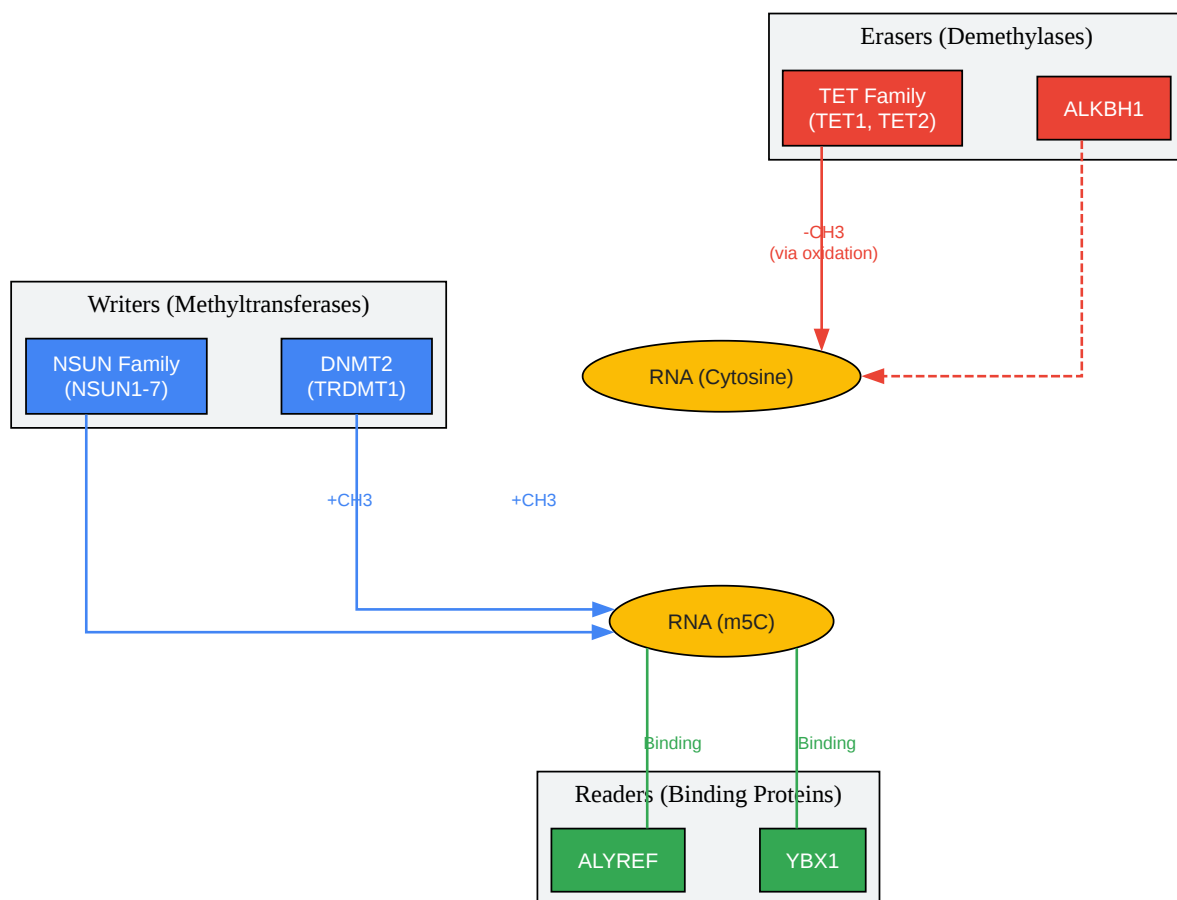 Erasers (Demethylases)
TET Family
(TET1, TET2)
ALKBH1
-CH3
(via oxidation)
Writers (Methyltransferases)
NSUN Family
(NSUN1-7)
DNMT2
(TRDMT1)
RNA (Cytosine)
+CH3
+CH3
RNA (m5C)
Binding
Binding
Readers (Binding Proteins)
ALYREF
YBX1